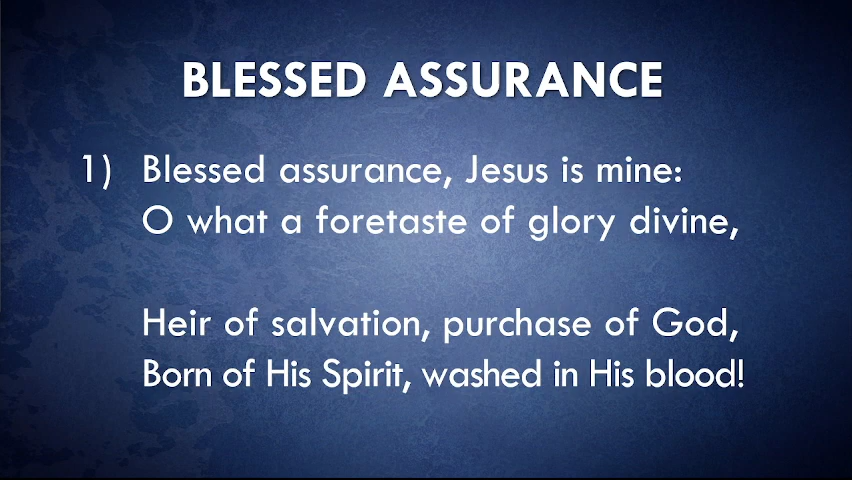 BLESSED ASSURANCE
1) Blessed assurance, Jesus is mine:
O what a foretaste of glory divine,
Heir of salvation, purchase of God,
Born of His Spirit, washed in His blood!